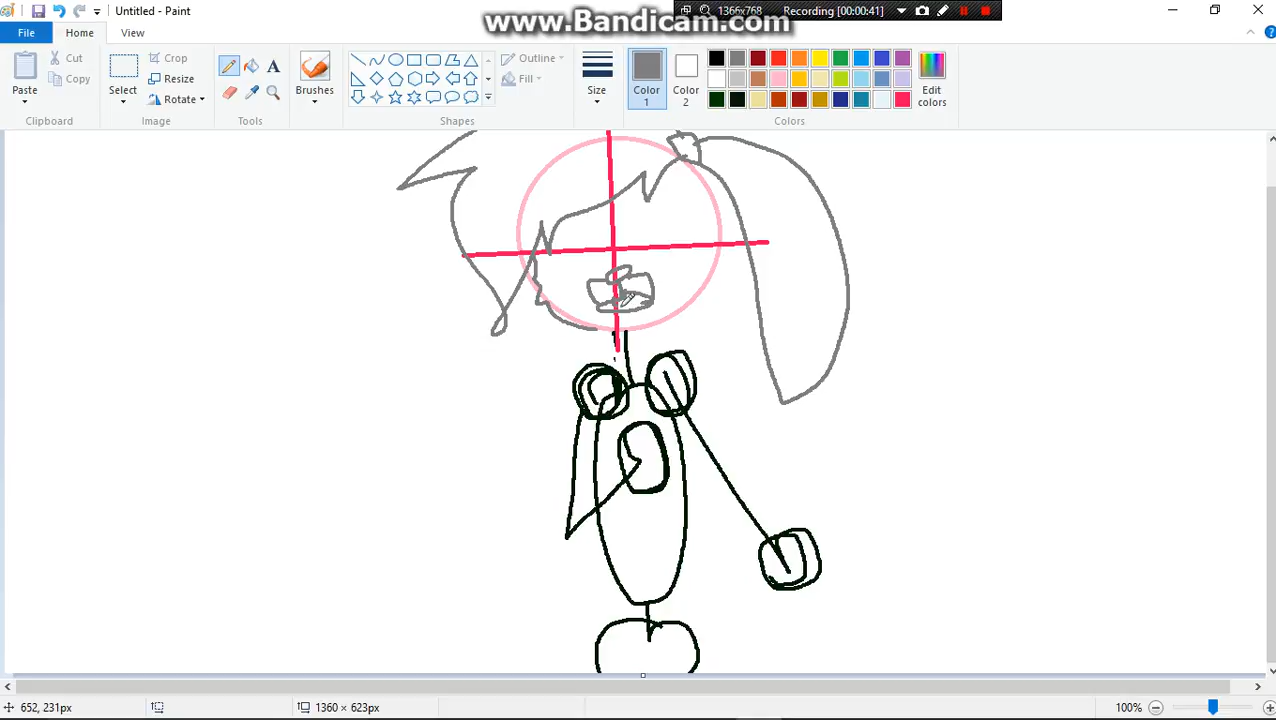 Untitled - Paint
www.Bandicam.com
1366x768
Recording [00:00:41]
File
Home
View
Paste
Cut
Copy
Clipboard
Select
Crop
Resize
Rotate
Image
A
Tools
Brushes
Outline
Fill
Shapes
Size
Color
1
Color
2
Edit
colors
Colors
652, 231px
1360 × 623px
100%